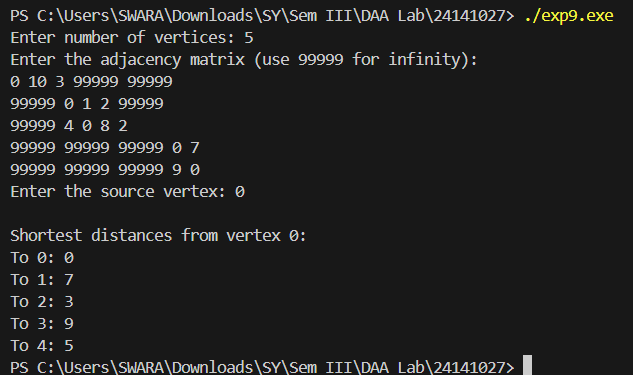 PS C:\Users\SWARA\Downloads\SY\Sem III\DAA Lab\24141027> ./exp9.exe
Enter number of vertices: 5
Enter the adjacency matrix (use 99999 for infinity):
0 10 3 99999 99999
99999 0 1 2 99999
99999 4 0 8 2
99999 99999 99999 0 7
99999 99999 99999 9 0
Enter the source vertex: 0

Shortest distances from vertex 0:
To 0: 0
To 1: 7
To 2: 3
To 3: 9
To 4: 5
PS C:\Users\SWARA\Downloads\SY\Sem III\DAA Lab\24141027>